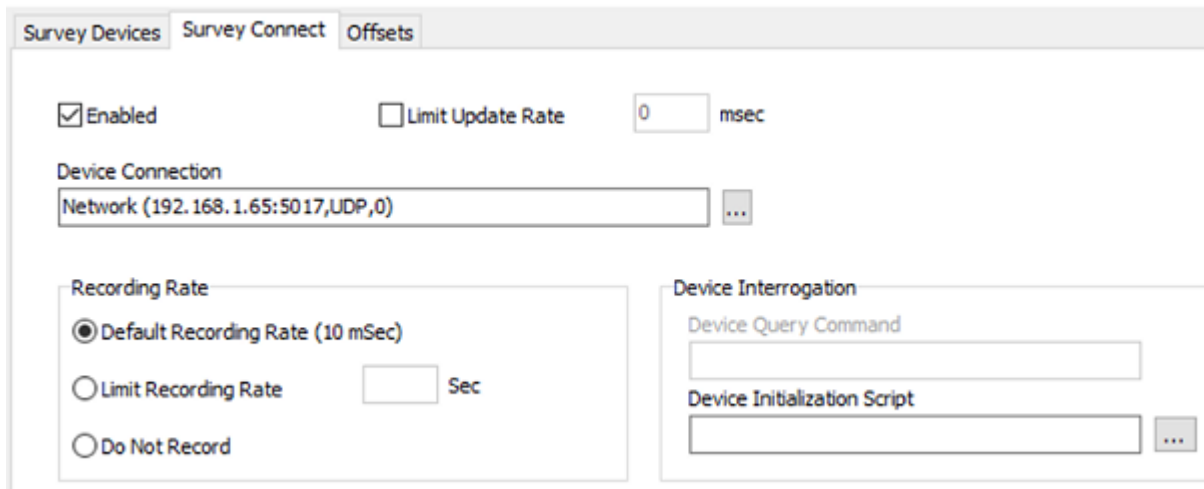 Survey Devices Survey Connect Offsets
Enabled Limit Update Rate 0 msec
Device Connection
Network (192.168.1.65:5017,UDP,0) ...
Recording Rate
Default Recording Rate (10 mSec)
Limit Recording Rate Sec
Do Not Record
Device Interrogation
Device Query Command
Device Initialization Script
...